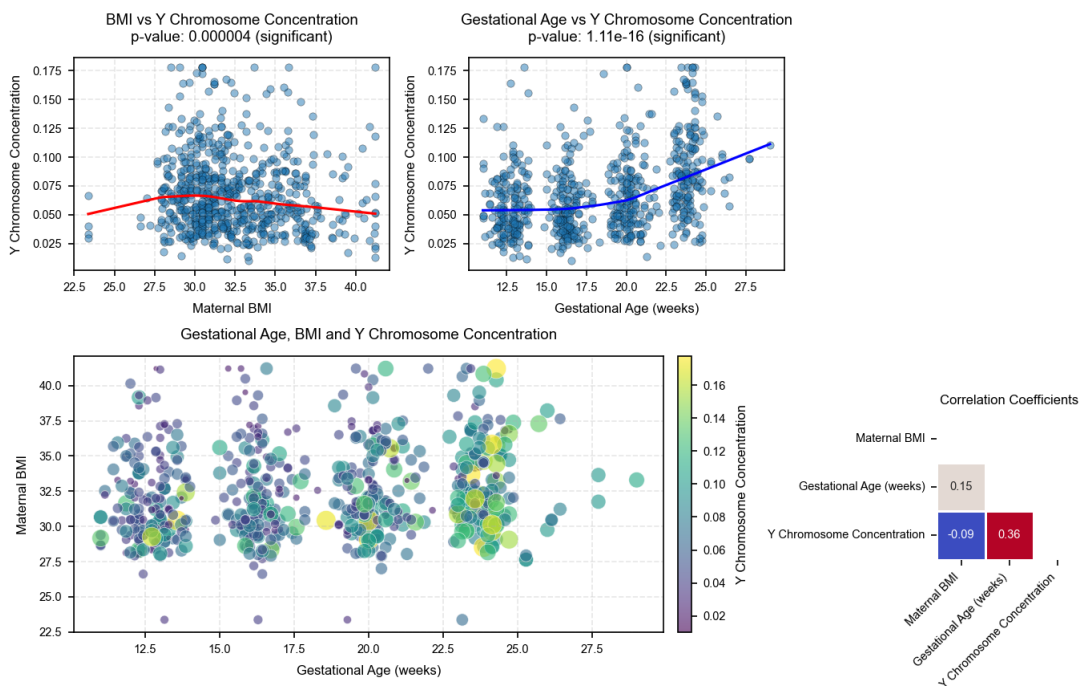 BMI vs Y Chromosome Concentration
p-value: 0.000004 (significant)
Y Chromosome Concentration
0.175
0.150
0.125
0.100
0.075
0.050
0.025
22.5 25.0 27.5 30.0 32.5 35.0 37.5 40.0
Maternal BMI
Gestational Age vs Y Chromosome Concentration
p-value: 1.11e-16 (significant)
Y Chromosome Concentration
0.175
0.150
0.125
0.100
0.075
0.050
0.025
12.5 15.0 17.5 20.0 22.5 25.0 27.5
Gestational Age (weeks)
Gestational Age, BMI and Y Chromosome Concentration
Maternal BMI
40.0
37.5
35.0
32.5
30.0
27.5
25.0
22.5
12.5 15.0 17.5 20.0 22.5 25.0 27.5
Gestational Age (weeks)
0.16
0.14
0.12
0.10
0.08
0.06
0.04
0.02
Y Chromosome Concentration
Correlation Coefficients
Maternal BMI
Gestational Age (weeks)
0.15
Y Chromosome Concentration
-0.09 0.36
Maternal BMI
Gestational Age (weeks)
Y Chromosome Concentration